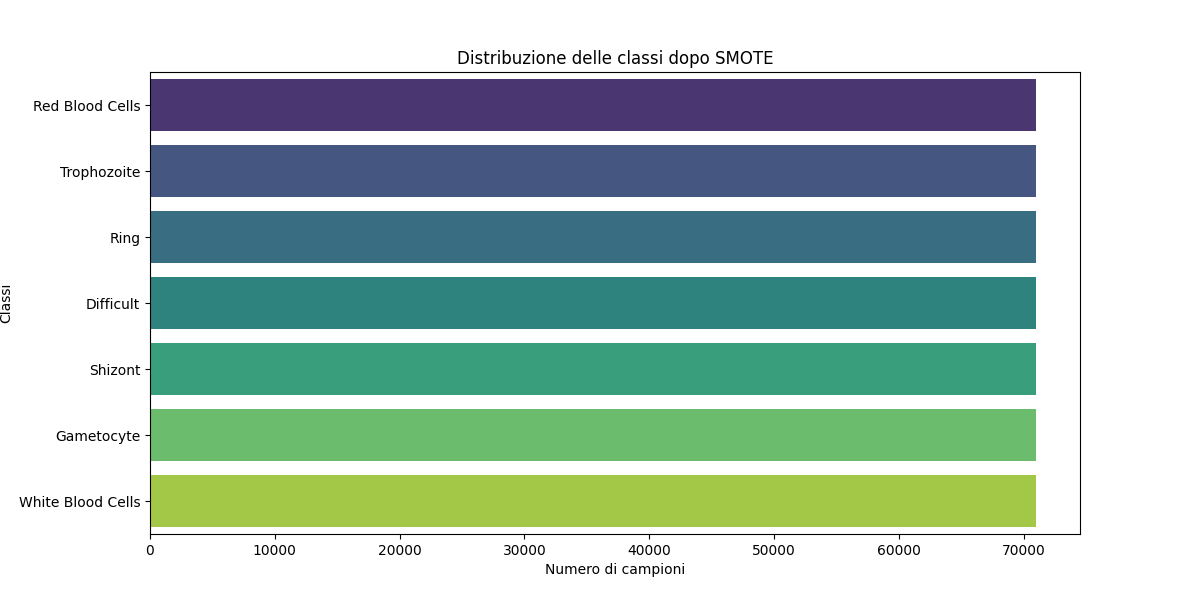 Distribuzione delle classi dopo SMOTE
Red Blood Cells
Trophozoite
Ring
Difficult
Shizont
Gametocyte
White Blood Cells
Classi
0 10000 20000 30000 40000 50000 60000 70000
Numero di campioni